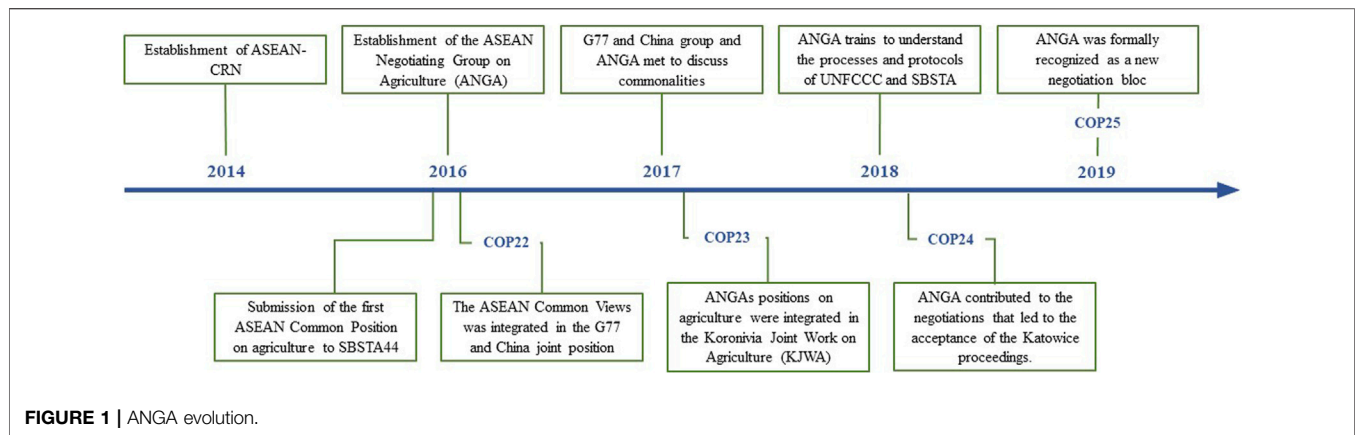 Establishment of ASEAN-
CRN
Establishment of the ASEAN
Negotiating Group on
Agriculture (ANGA)
G77 and China group and
ANGA met to discuss
commonalities
ANGA trains to understand
the processes and protocols
of UNFCCC and SBSTA
ANGA was formally
recognized as a new
negotiation bloc
COP25
2014
2016
2017
2018
2019
COP22
COP23
COP24
Submission of the first
ASEAN Common Position
on agriculture to SBSTA44
The ASEAN Common Views
was integrated in the G77
and China joint position
ANGAs positions on
agriculture were integrated in
the Koronivia Joint Work on
Agriculture (KJWA)
ANGA contributed to the
negotiations that led to the
acceptance of the Katowice
proceedings.
FIGURE 1 | ANGA evolution.